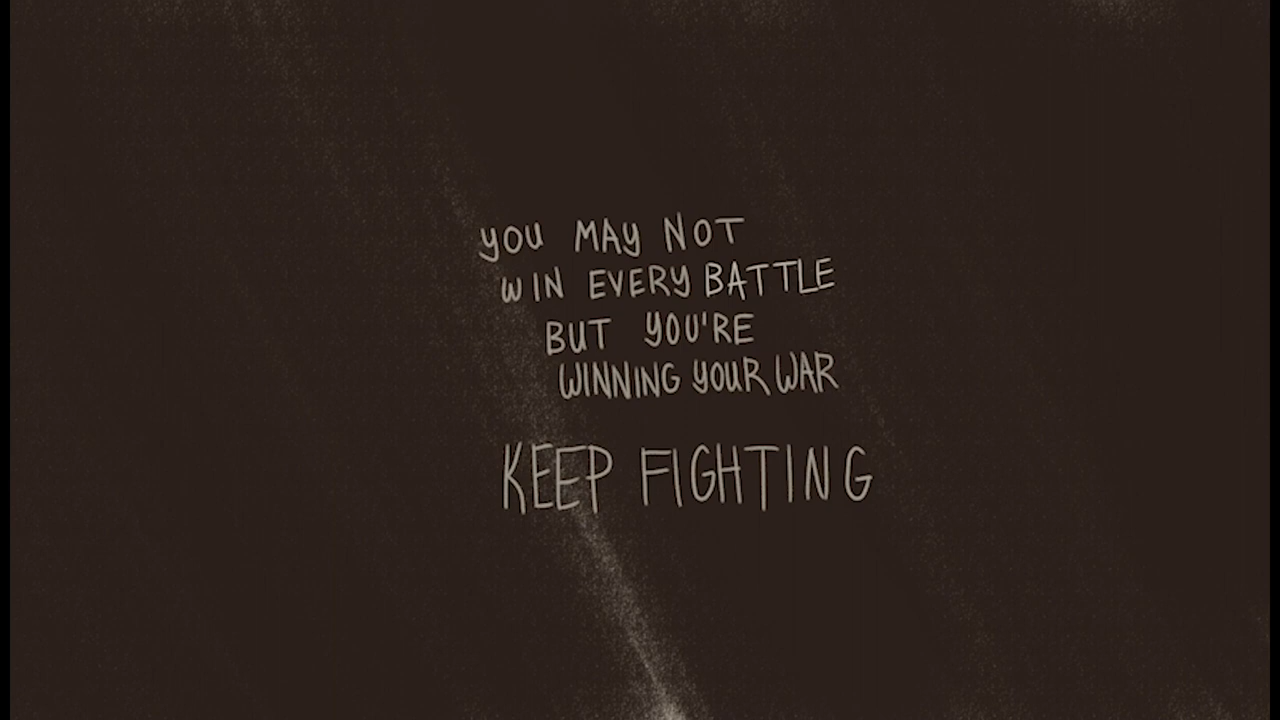 YOU MAY NOT
WIN EVERY BATTLE
BUT YOU'RE
WINNING YOUR WAR
KEEP FIGHTING